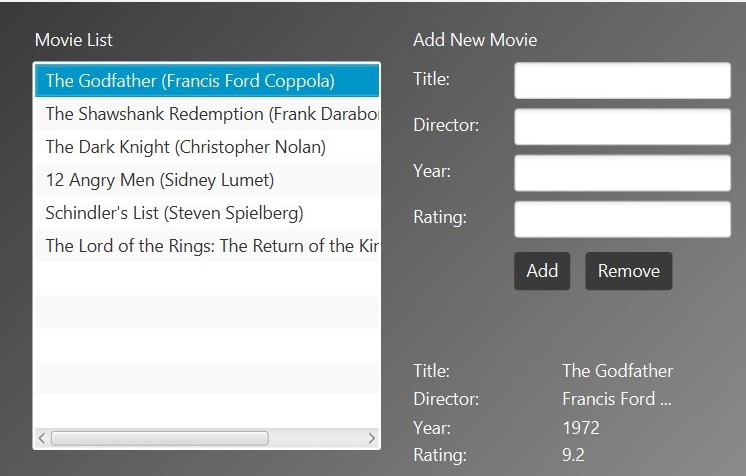 Movie List
The Godfather (Francis Ford Coppola)
The Shawshank Redemption (Frank Darabo
The Dark Knight (Christopher Nolan)
12 Angry Men (Sidney Lumet)
Schindler's List (Steven Spielberg)
The Lord of the Rings: The Return of the Kin
Add New Movie
Title:
Director:
Year:
Rating:
Add Remove
Title: The Godfather
Director: Francis Ford ...
Year: 1972
Rating: 9.2